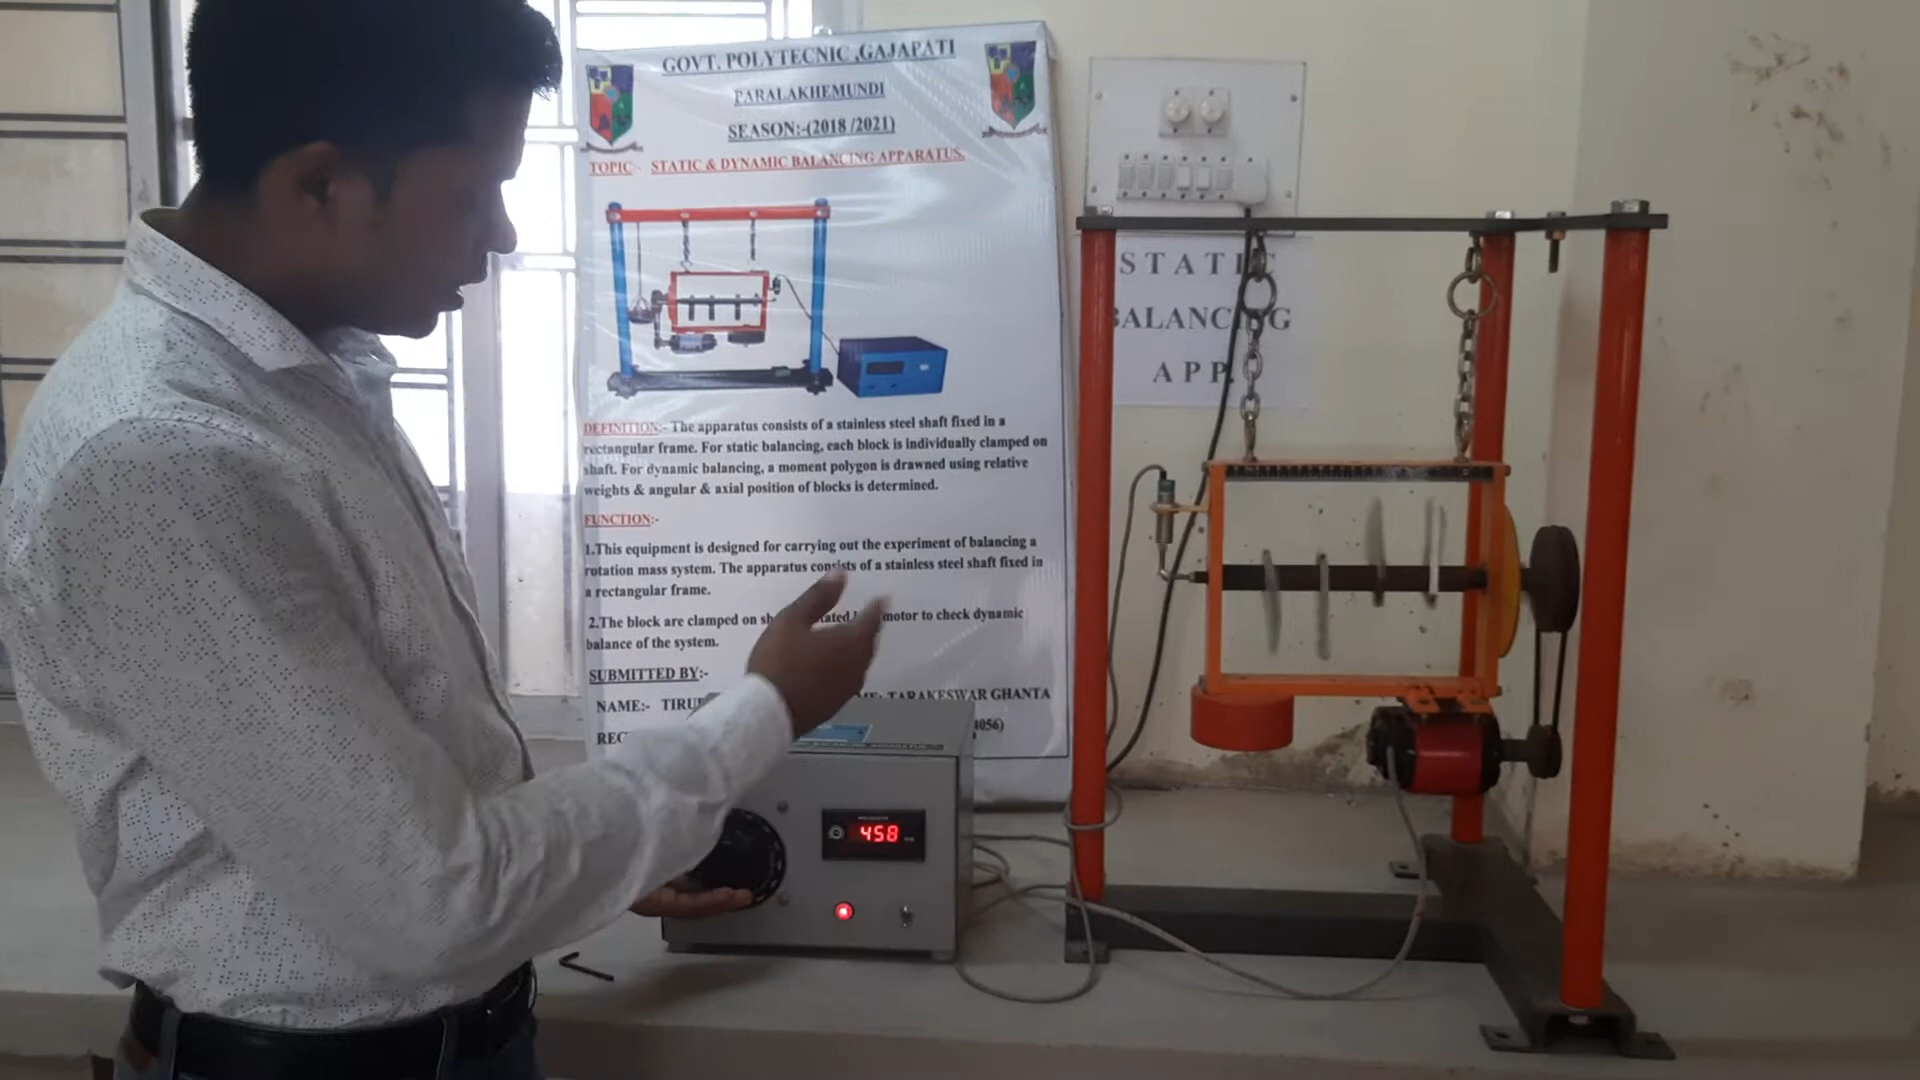 GOVT. POLYTECNIC ,GAJAPATI
PARALAKHEMUNDI
SEASON:-(2018 /2021)
TOPIC:- STATIC & DYNAMIC BALANCING APPARATUS.
DEFINITION:- The apparatus consists of a stainless steel shaft fixed in a
rectangular frame. For static balancing, each block is individually clamped on
shaft. For dynamic balancing, a moment polygon is drawned using relative
weights & angular & axial position of blocks is determined.
FUNCTION:-
1.This equipment is designed for carrying out the experiment of balancing a
rotation mass system. The apparatus consists of a stainless steel shaft fixed in
a rectangular frame.
2.The block are clamped on motor to check dynamic
balance of the system.
SUBMITTED BY:-
NAME:- TARAKESWAR GHANTA
STATIC
BALANCING
APP.
458